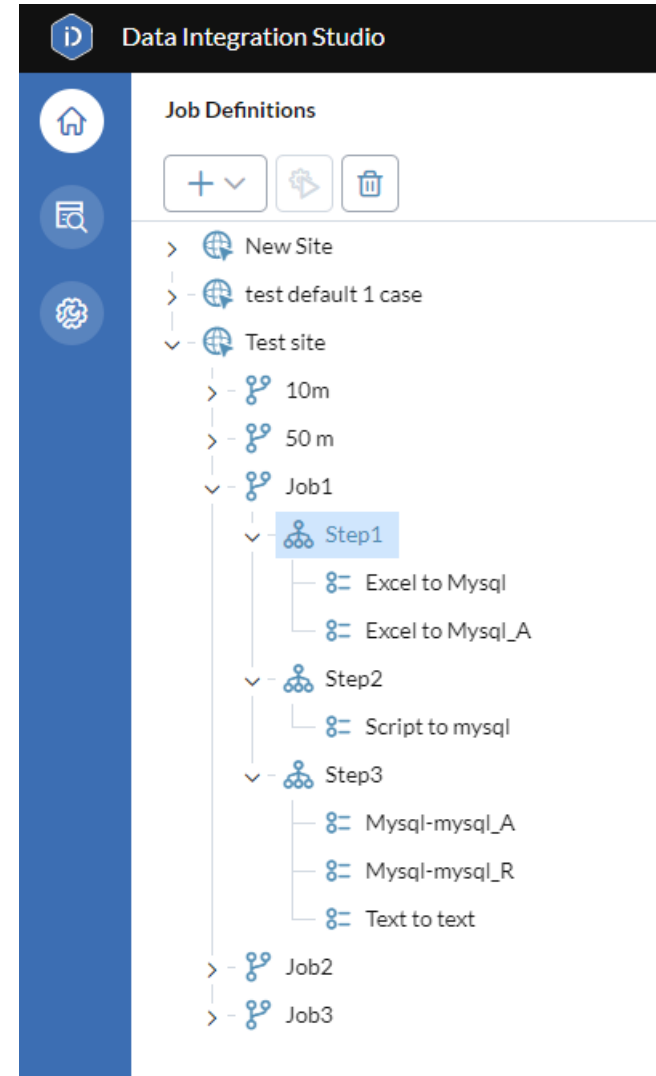 iD Data Integration Studio
Job Definitions
New Site
test default 1 case
Test site
10m
50 m
Job1
Step1
Excel to Mysql
Excel to Mysql_A
Step2
Script to mysql
Step3
Mysql-mysql_A
Mysql-mysql_R
Text to text
Job2
Job3